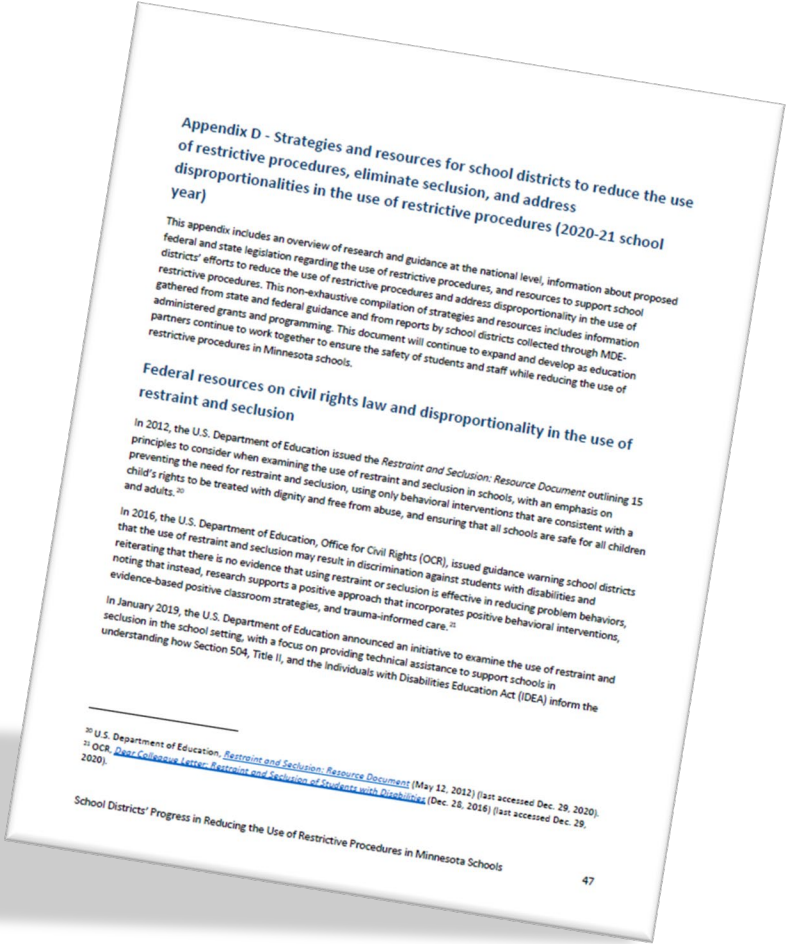 Appendix D - Strategies and resources for school districts to reduce the use
of restrictive procedures, eliminate seclusion, and address
disproportionalities in the use of restrictive procedures (2020-21 school
year)
This appendix includes an overview of research and guidance at the national level, information about proposed
federal and state legislation regarding the use of restrictive procedures, and resources to support school
districts' efforts to reduce the use of restrictive procedures and address disproportionality in the use of
restrictive procedures. This non-exhaustive compilation of strategies and resources includes information
gathered from state and federal guidance and from reports by school districts collected through MDE-
administered grants and programming. This document will continue to expand and develop as education
partners continue to work together to ensure the safety of students and staff while reducing the use of
restrictive procedures in Minnesota schools.
Federal resources on civil rights law and disproportionality in the use of
restraint and seclusion
In 2012, the U.S. Department of Education issued the Restraint and Seclusion: Resource Document outlining 15
principles to consider when examining the use of restraint and seclusion in schools, with an emphasis on
preventing the need for restraint and seclusion, using only behavioral interventions that are consistent with a
child's rights to be treated with dignity and free from abuse, and ensuring that all schools are safe for all children
and adults.20
In 2016, the U.S. Department of Education, Office for Civil Rights (OCR), issued guidance warning school districts
that the use of restraint and seclusion may result in discrimination against students with disabilities and
reiterating that there is no evidence that using restraint or seclusion is effective in reducing problem behaviors,
noting that instead, research supports a positive approach that incorporates positive behavioral interventions,
evidence-based positive classroom strategies, and trauma-informed care.21
In January 2019, the U.S. Department of Education announced an initiative to examine the use of restraint and
seclusion in the school setting, with a focus on providing technical assistance to support schools in
understanding how Section 504, Title II, and the Individuals with Disabilities Education Act (IDEA) inform the
20 U.S. Department of Education, Restraint and Seclusion: Resource Document (May 12, 2012) (last accessed Dec. 29, 2020).
21 OCR, Dear Colleague Letter: Restraint and Seclusion of Students with Disabilities (Dec. 28, 2016) (last accessed Dec. 29,
2020).
School Districts' Progress in Reducing the Use of Restrictive Procedures in Minnesota Schools
47